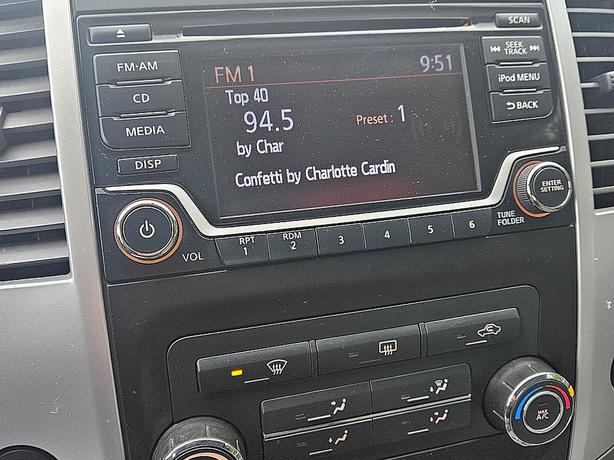 SCAN
FM·AM
CD
MEDIA
DISP
FM 1 9:51
Top 40
94.5 Preset : 1
by Char
Confetti by Charlotte Cardin
SEEK
TRACK
iPod MENU
BACK
ENTER
SETTING
TUNE
FOLDER
VOL
RPT
1
RDM
2
3
4
5
6
MAX
A/C